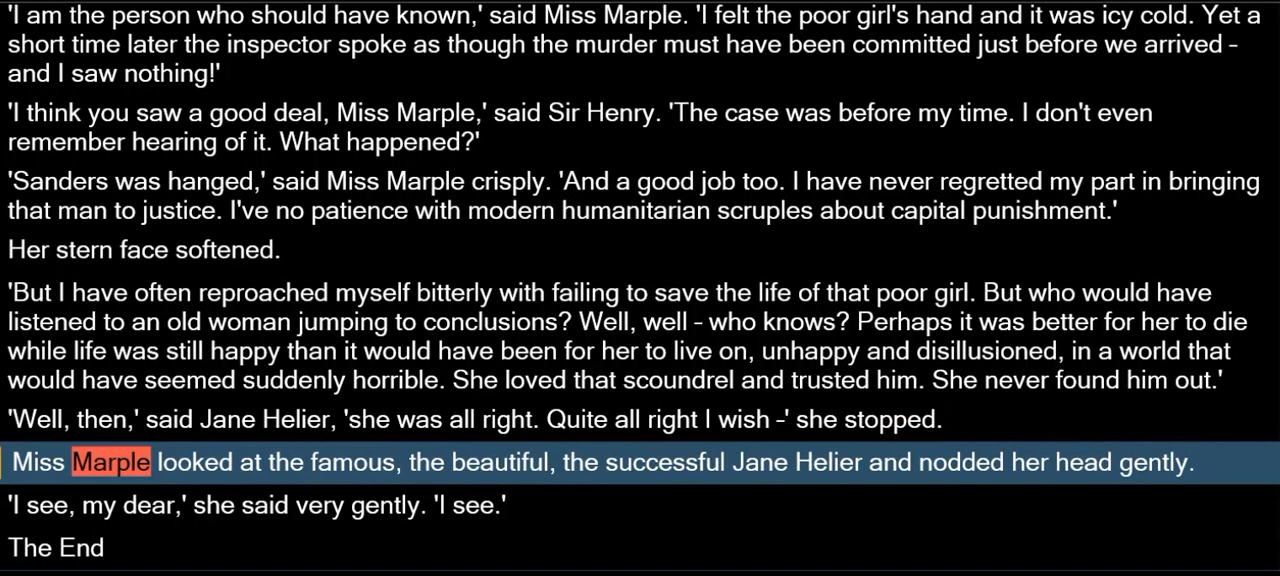 'I am the person who should have known,' said Miss Marple. 'I felt the poor girl's hand and it was icy cold. Yet a
short time later the inspector spoke as though the murder must have been committed just before we arrived –
and I saw nothing!'
'I think you saw a good deal, Miss Marple,' said Sir Henry. 'The case was before my time. I don't even
remember hearing of it. What happened?'
'Sanders was hanged,' said Miss Marple crisply. 'And a good job too. I have never regretted my part in bringing
that man to justice. I've no patience with modern humanitarian scruples about capital punishment.'
Her stern face softened.
'But I have often reproached myself bitterly with failing to save the life of that poor girl. But who would have
listened to an old woman jumping to conclusions? Well, well – who knows? Perhaps it was better for her to die
while life was still happy than it would have been for her to live on, unhappy and disillusioned, in a world that
would have seemed suddenly horrible. She loved that scoundrel and trusted him. She never found him out.'
'Well, then,' said Jane Helier, 'she was all right. Quite all right I wish –' she stopped.
Miss Marple looked at the famous, the beautiful, the successful Jane Helier and nodded her head gently.
'I see, my dear,' she said very gently. 'I see.'
The End